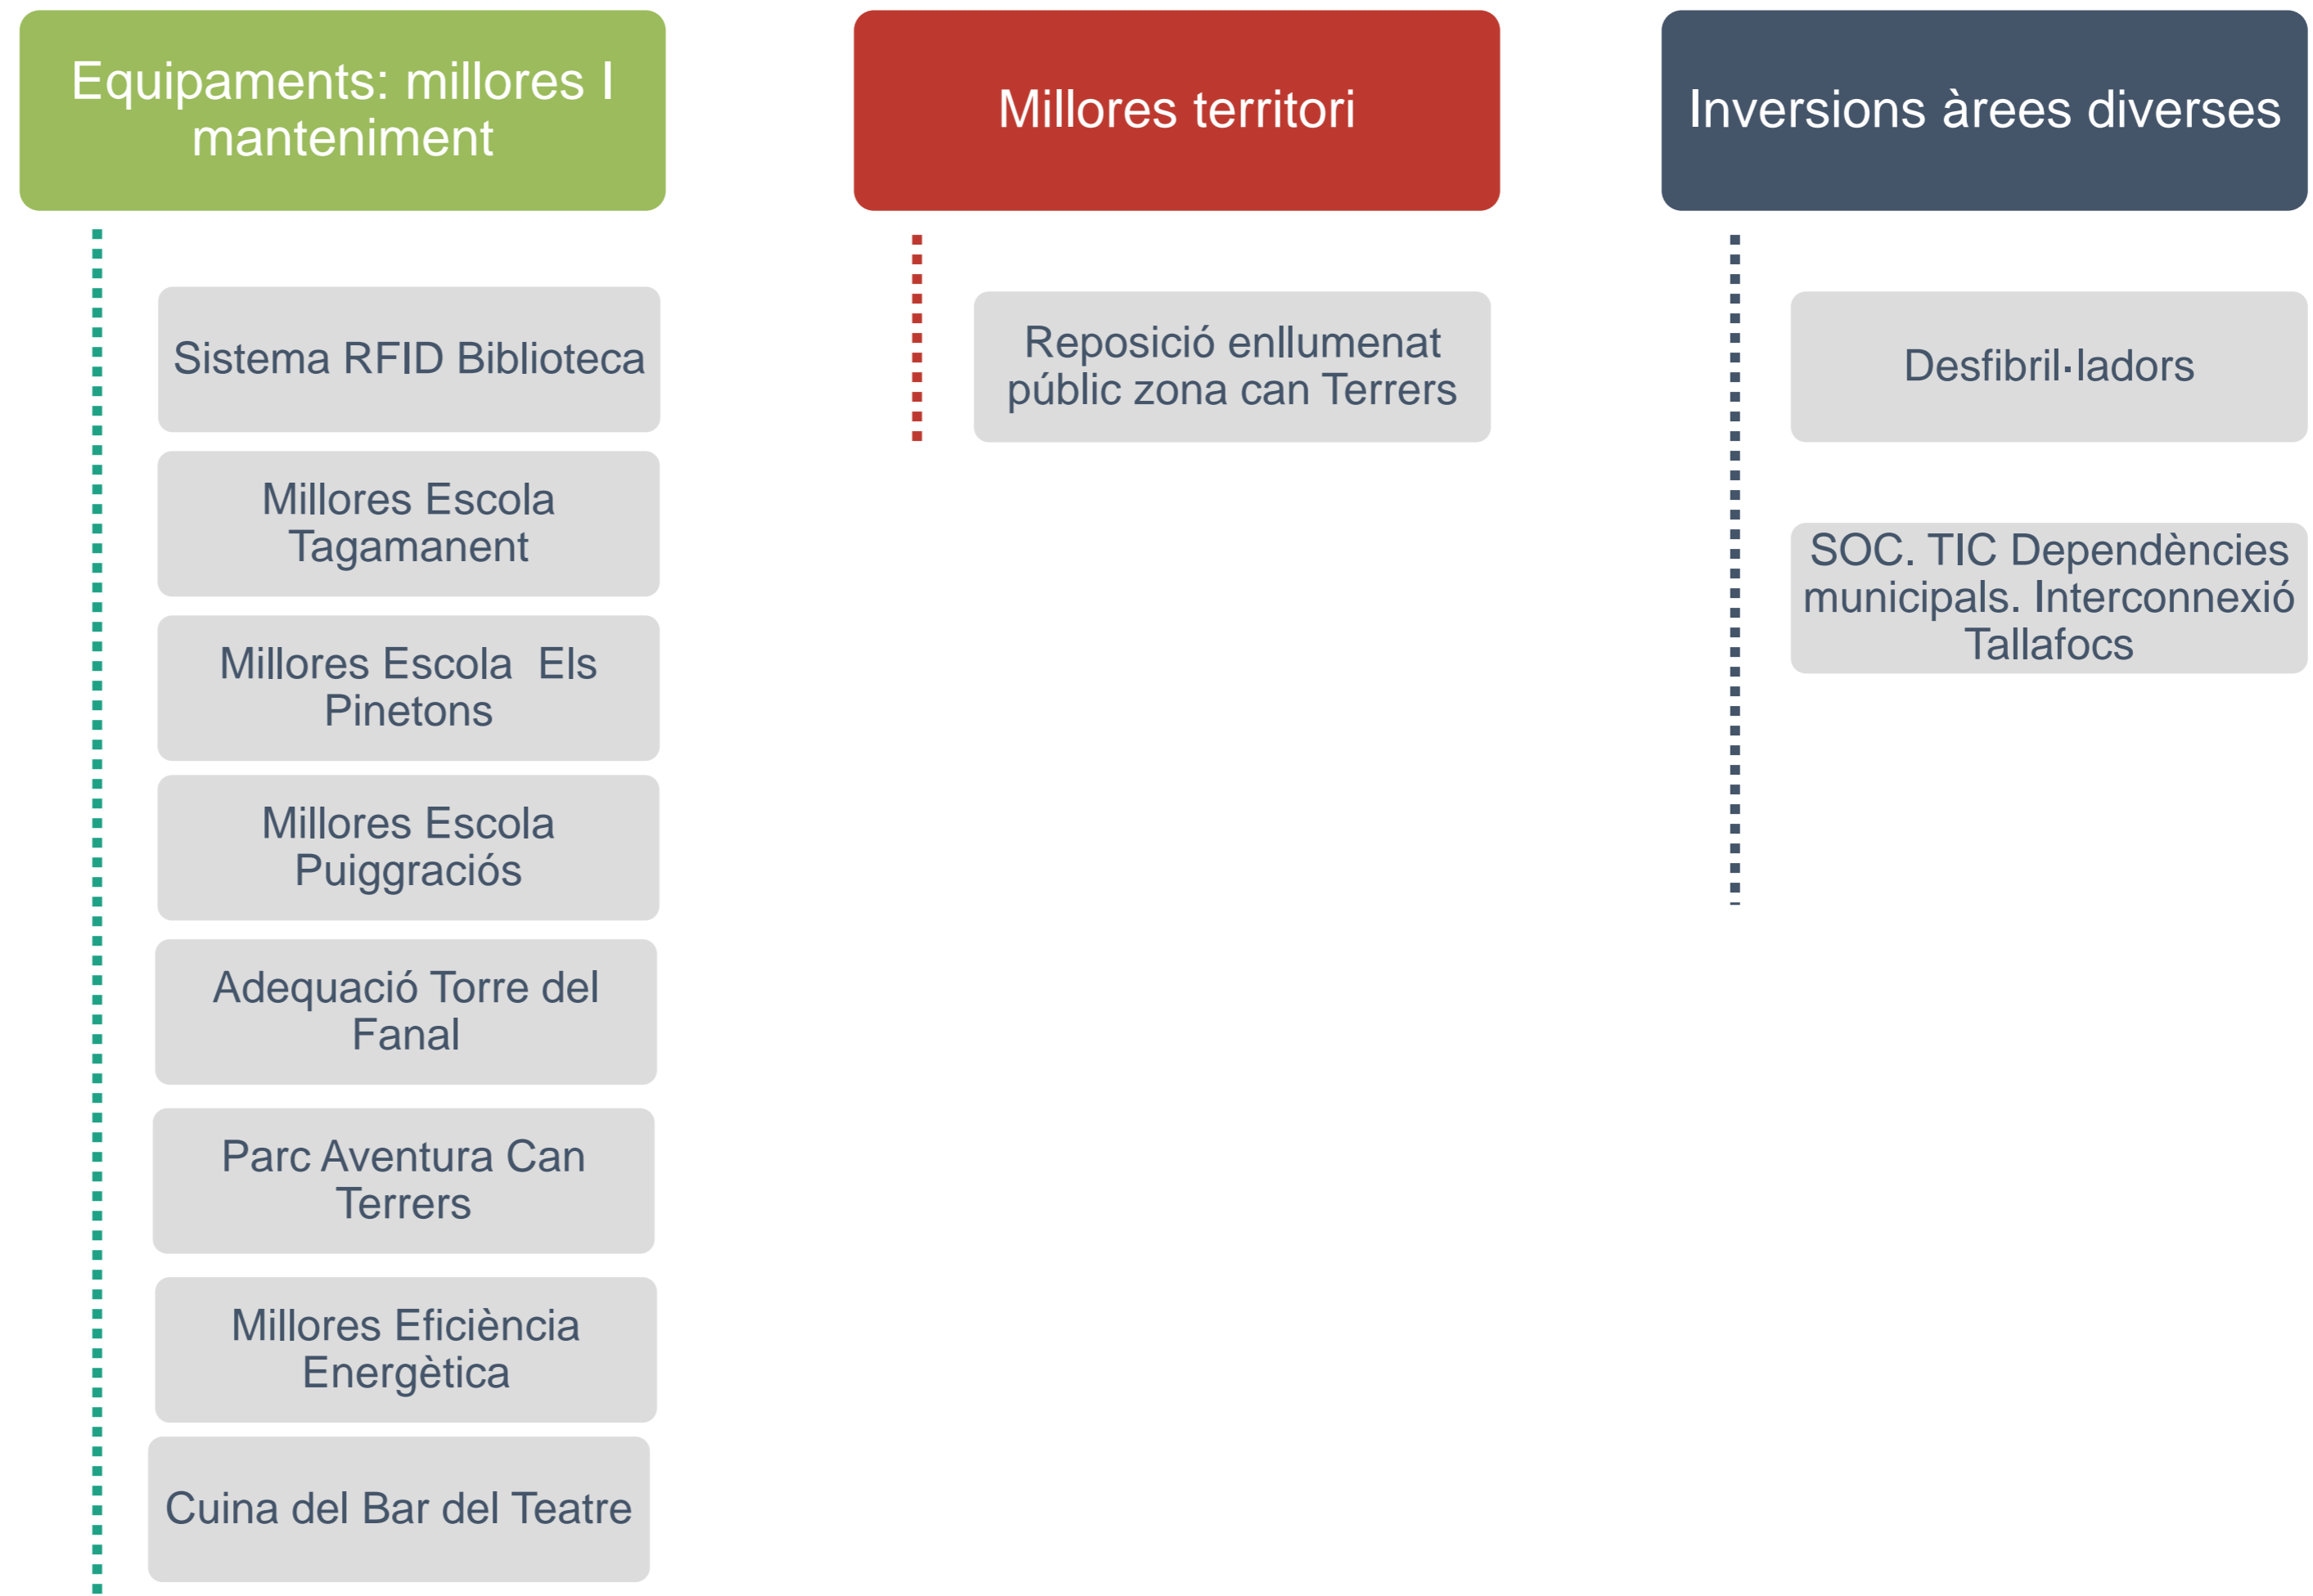 Equipaments: millores I
manteniment
Sistema RFID Biblioteca
Millores Escola
Tagamanent
Millores Escola  Els
Pinetons
Millores Escola
Puiggraciós
Adequació Torre del
Fanal
Parc Aventura Can
Terrers
Millores Eficiència
Energètica
Cuina del Bar del Teatre
Millores territori
Reposició enllumenat
públic zona can Terrers
Inversions àrees diverses
Desfibril·ladors
SOC. TIC Dependències
municipals. Interconnexió
Tallafocs